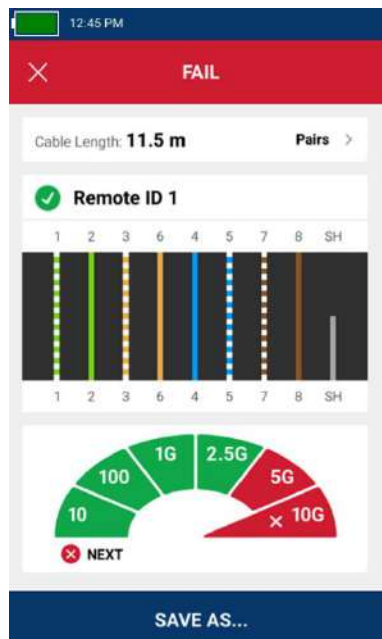 12:45 PM
FAIL
Cable Length: 11.5 m Pairs >
Remote ID 1
1 2 3 6 4 5 7 8 SH
1 2 3 6 4 5 7 8 SH
10
100
1G
2.5G
5G
10G
NEXT
SAVE AS...